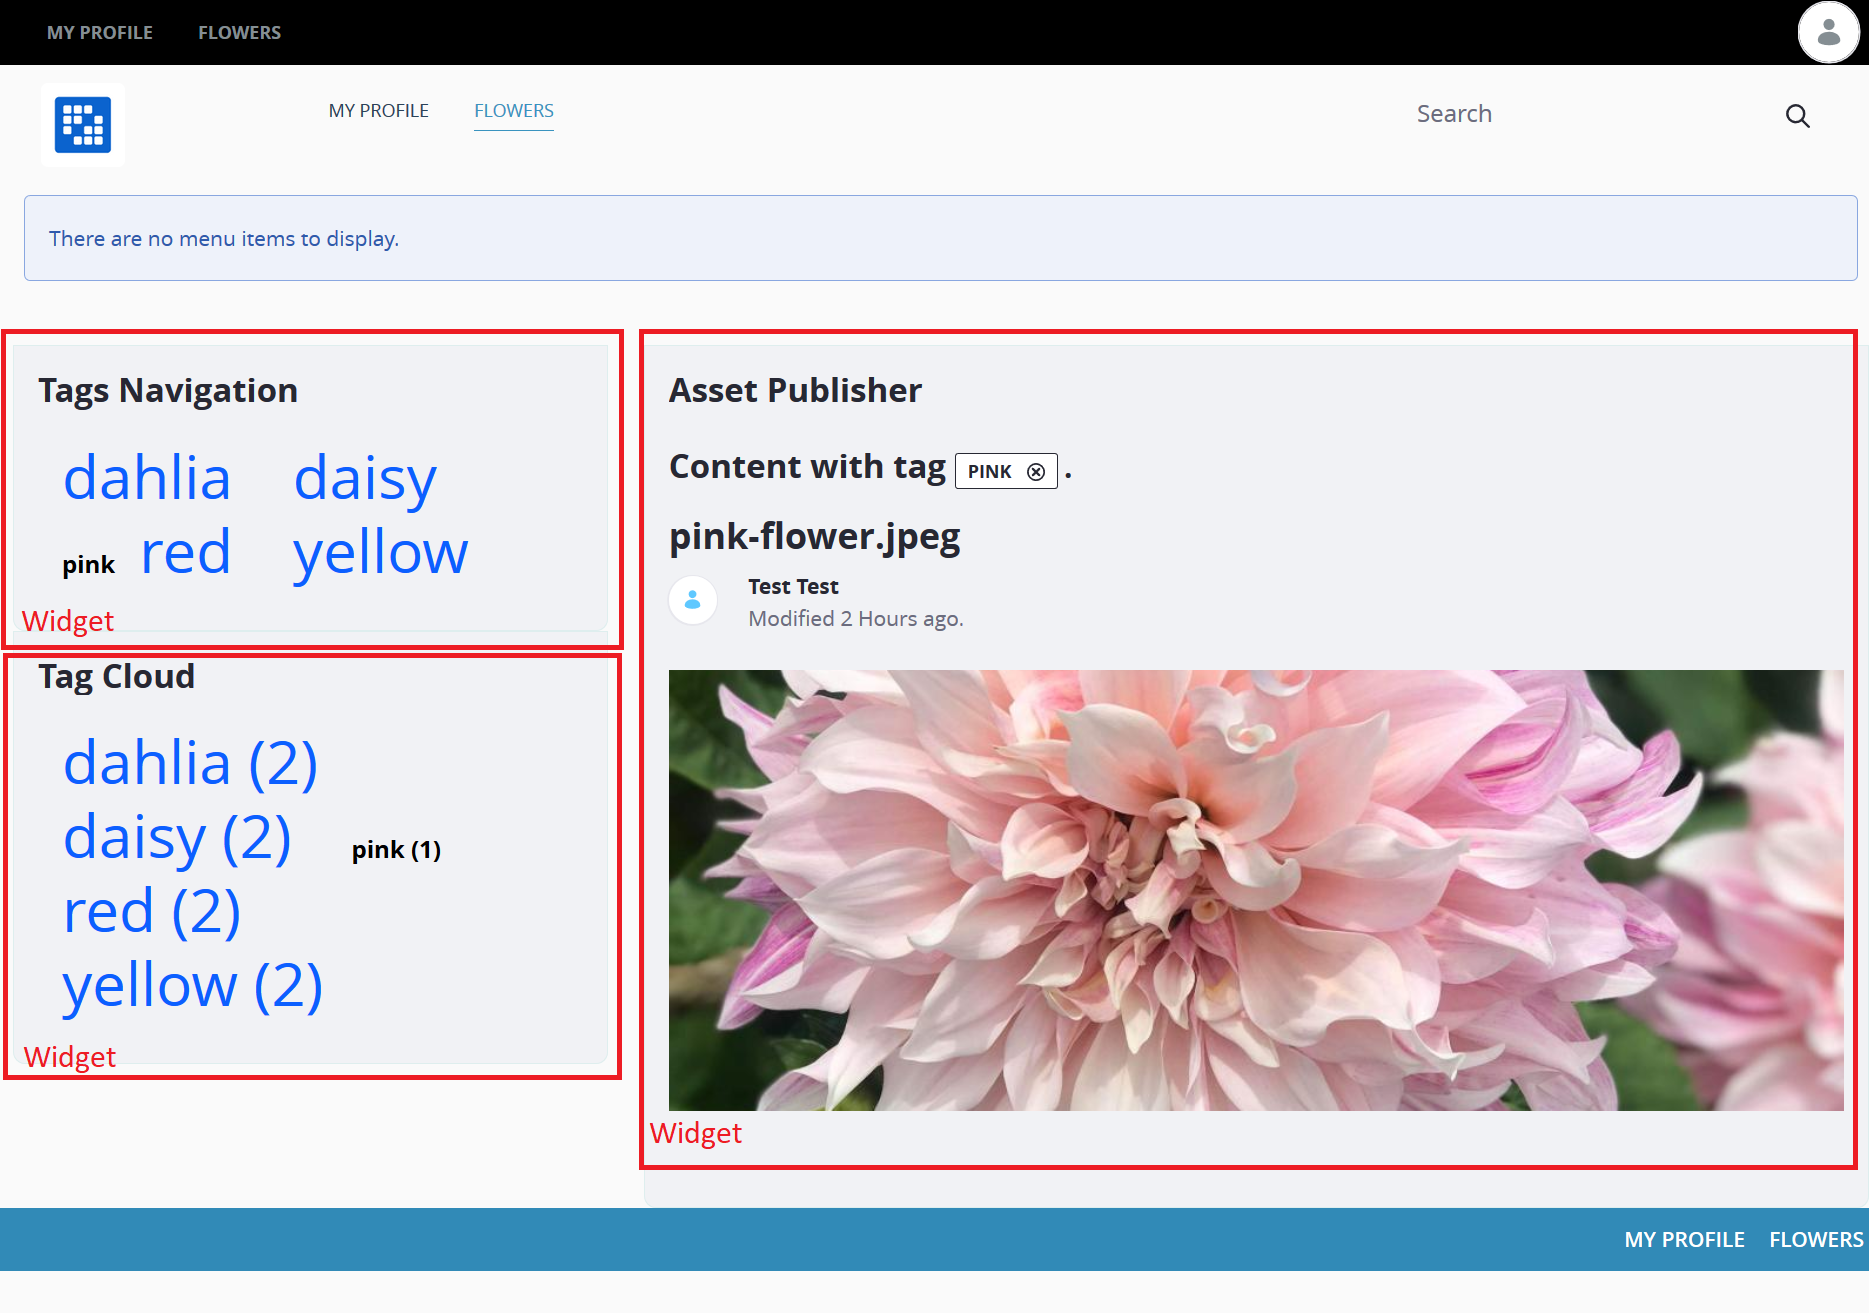 MY PROFILE FLOWERS
MY PROFILE FLOWERS Search
There are no menu items to display.
Tags Navigation
dahlia daisy
pink red yellow
Widget
Tag Cloud
dahlia (2)
daisy (2) pink (1)
red (2)
yellow (2)
Widget
Asset Publisher
Content with tag PINK .
pink-flower.jpeg
Test Test
Modified 2 Hours ago.
Widget
MY PROFILE FLOWERS